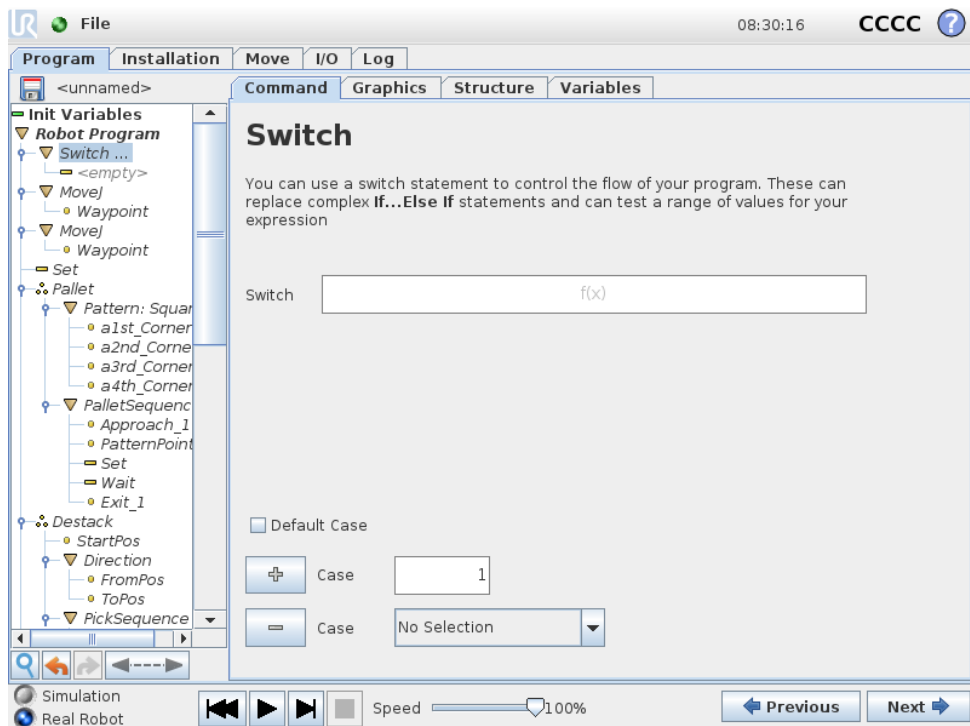 UR File 08:30:16 CCCC ?
Program Installation Move I/O Log
<unnamed> Command Graphics Structure Variables
Init Variables
Robot Program
Switch ...
<empty>
MoveJ
Waypoint
MoveJ
Waypoint
Set
Pallet
Pattern: Squar
a1st_Corner
a2nd_Corne
a3rd_Corner
a4th_Corner
PalletSequenc
Approach_1
PatternPoint
Set
Wait
Exit_1
Destack
StartPos
Direction
FromPos
ToPos
PickSequence
Switch
You can use a switch statement to control the flow of your program. These can
replace complex If...Else If statements and can test a range of values for your
expression
Switch f(x)
Default Case
Case 1
Case No Selection
Simulation
Real Robot
Speed 100%
Previous Next